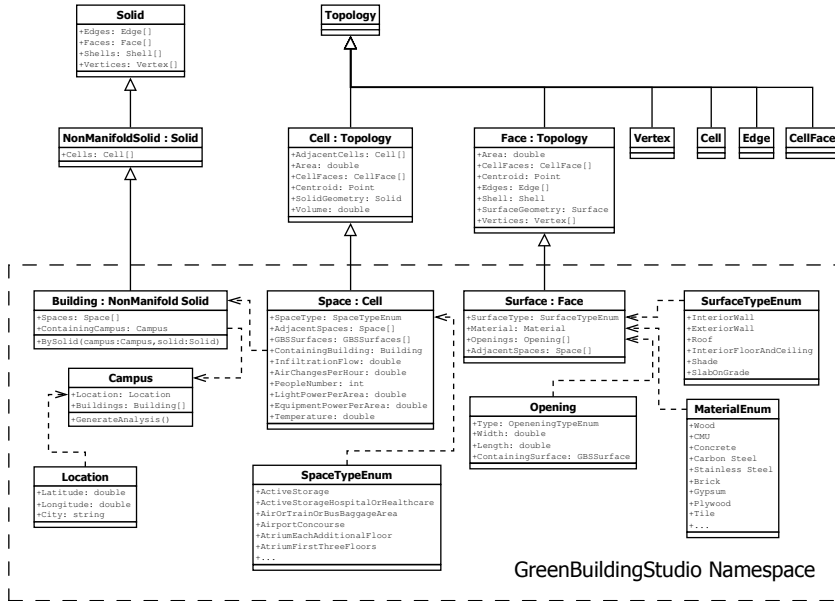 Solid
+Edges: Edge[]
+Faces: Face[]
+Shells: Shell[]
+Vertices: Vertex[]
Topology
NonManifoldSolid : Solid
+Cells: Cell[]
Cell : Topology
+AdjacentCells: Cell[]
+Area: double
+CellFaces: CellFace[]
+Centroid: Point
+SolidGeometry: Solid
+Volume: double
Face : Topology
+Area: double
+CellFaces: CellFace[]
+Centroid: Point
+Edges: Edge[]
+Shell: Shell
+SurfaceGeometry: Surface
+Vertices: Vertex[]
Vertex
Cell
Edge
CellFace
Building : NonManifold Solid
+Spaces: Space[]
+ContainingCampus: Campus
+BySolid(campus:Campus,solid:Solid)
Space : Cell
+SpaceType: SpaceTypeEnum
+AdjacentSpaces: Space[]
+GBSSurfaces: GBSSurfaces[]
+ContainingBuilding: Building
+InfiltrationFlow: double
+AirChangesPerHour: double
+PeopleNumber: int
+LightPowerPerArea: double
+EquipmentPowerPerArea: double
+Temperature: double
Surface : Face
+SurfaceType: SurfaceTypeEnum
+Material: Material
+Openings: Opening[]
+AdjacentSpaces: Space[]
SurfaceTypeEnum
+InteriorWall
+ExteriorWall
+Roof
+InteriorFloorAndCeiling
+Shade
+SlabOnGrade
Campus
+Location: Location
+Buildings: Building[]
+GenerateAnalysis()
Opening
+Type: OpeneningTypeEnum
+Width: double
+Length: double
+ContainingSurface: GBSSurface
MaterialEnum
+Wood
+CMU
+Concrete
+Carbon Steel
+Stainless Steel
+Brick
+Gypsum
+Plywood
+Tile
+...
Location
+Latitude: double
+Longitude: double
+City: string
SpaceTypeEnum
+ActiveStorage
+ActiveStorageHospitalOrHealthcare
+AirOrTrainOrBusBaggageArea
+AirportConcourse
+AtriumEachAdditionalFloor
+AtriumFirstThreeFloors
+...
GreenBuildingStudio Namespace